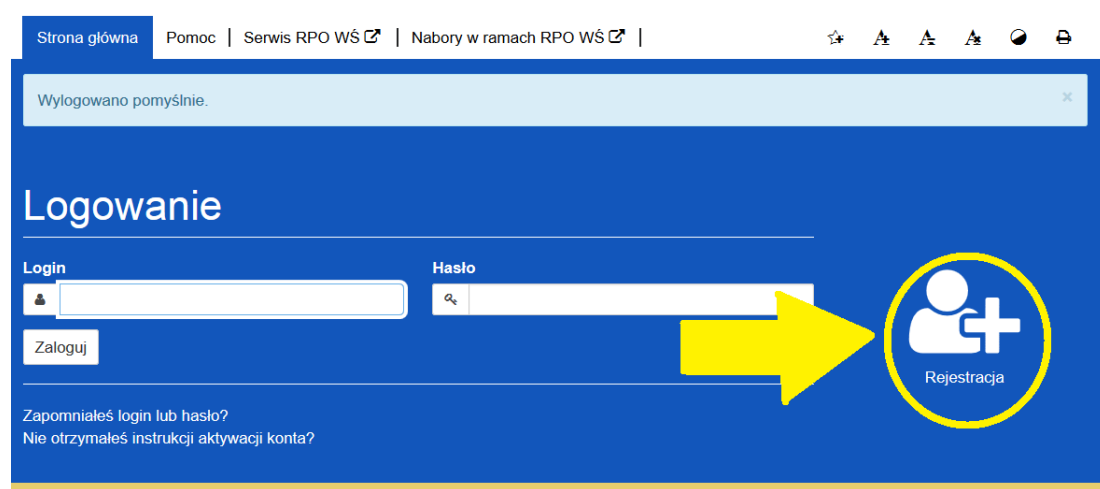 Strona główna Pomoc | Serwis RPO WŚ | Nabory w ramach RPO WŚ |
Wylogowano pomyślnie. ×
Logowanie
Login Hasło
Zaloguj
Rejestracja
Zapomniałeś login lub hasło?
Nie otrzymałeś instrukcji aktywacji konta?